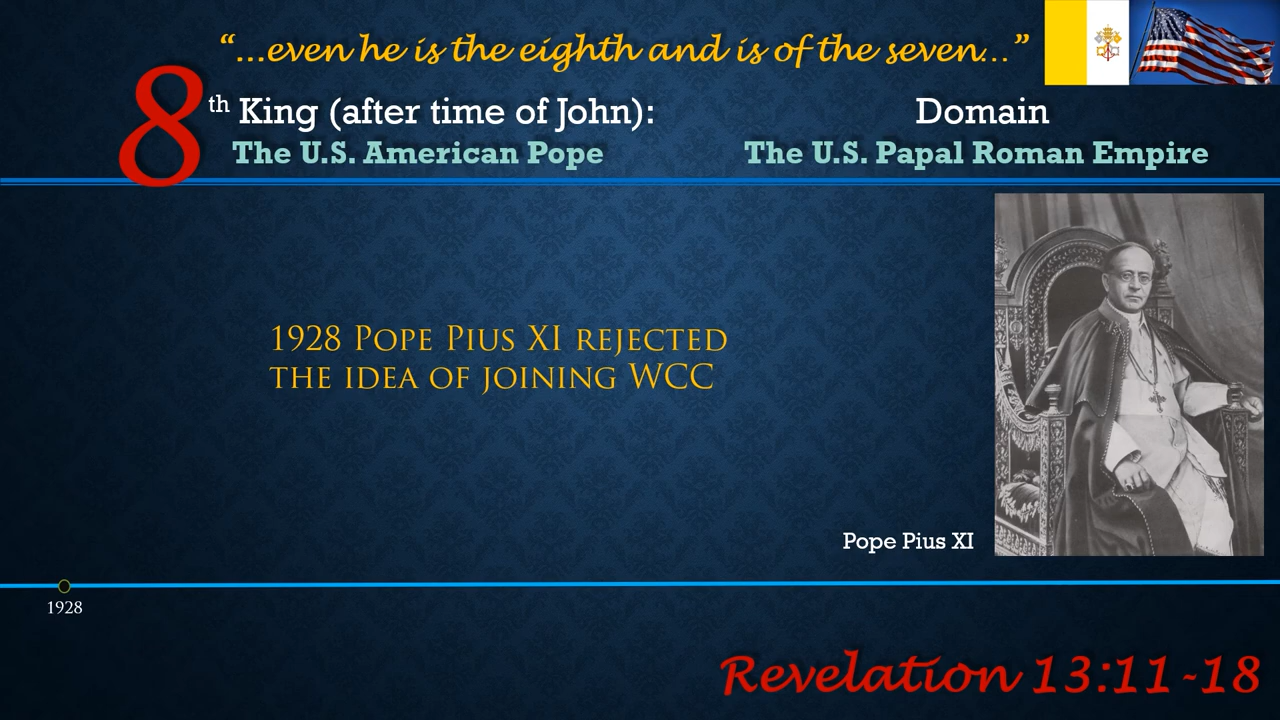 “...even he is the eighth and is of the seven…”
8th King (after time of John):
Domain
The U.S. American Pope
The U.S. Papal Roman Empire
1928 Pope Pius XI rejected
the idea of joining WCC
Pope Pius XI
1928
Revelation 13:11-18